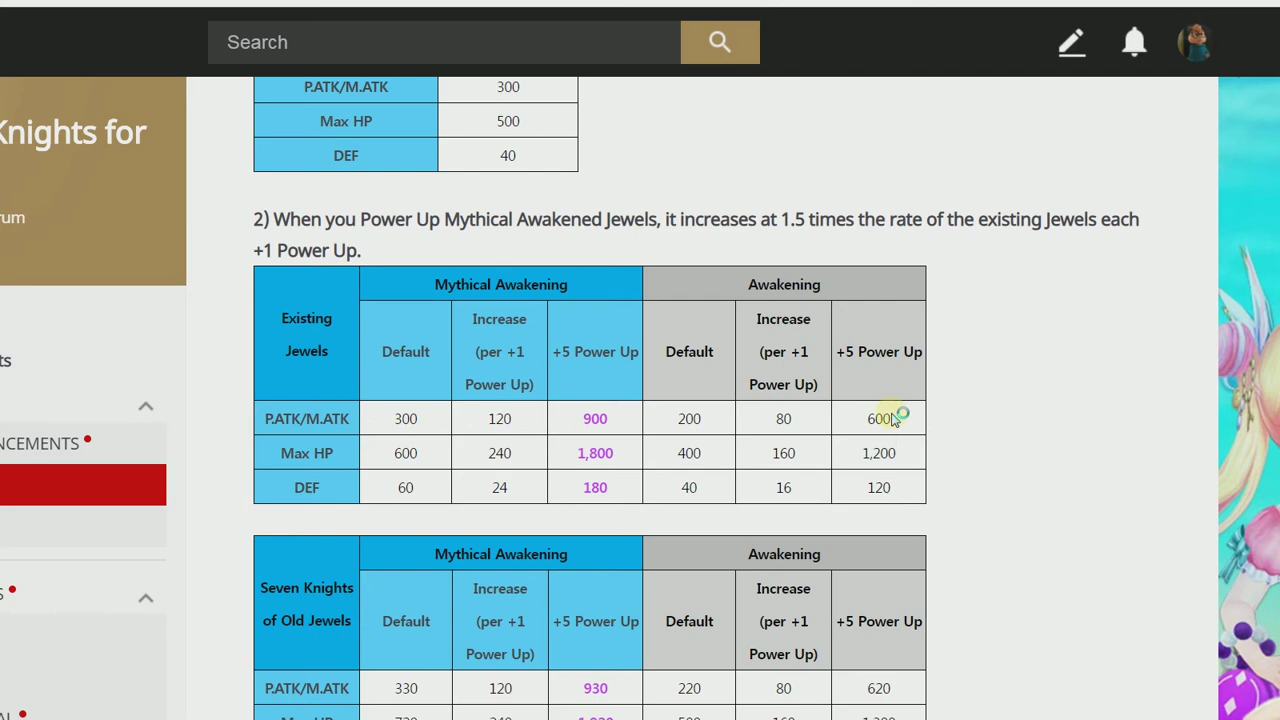 Search
Knights for
rum
ts
NCEMENTS
S
AL
P.ATK/M.ATK 300
Max HP 500
DEF 40
2) When you Power Up Mythical Awakened Jewels, it increases at 1.5 times the rate of the existing Jewels each
+1 Power Up.
Existing
Jewels
Mythical Awakening Awakening
Default
Increase
(per +1
Power Up)
+5 Power Up
Default
Increase
(per +1
Power Up)
+5 Power Up
P.ATK/M.ATK 300 120 900 200 80 600
Max HP 600 240 1,800 400 160 1,200
DEF 60 24 180 40 16 120
Seven Knights
of Old Jewels
Mythical Awakening Awakening
Default
Increase
(per +1
Power Up)
+5 Power Up
Default
Increase
(per +1
Power Up)
+5 Power Up
P.ATK/M.ATK 330 120 930 220 80 620